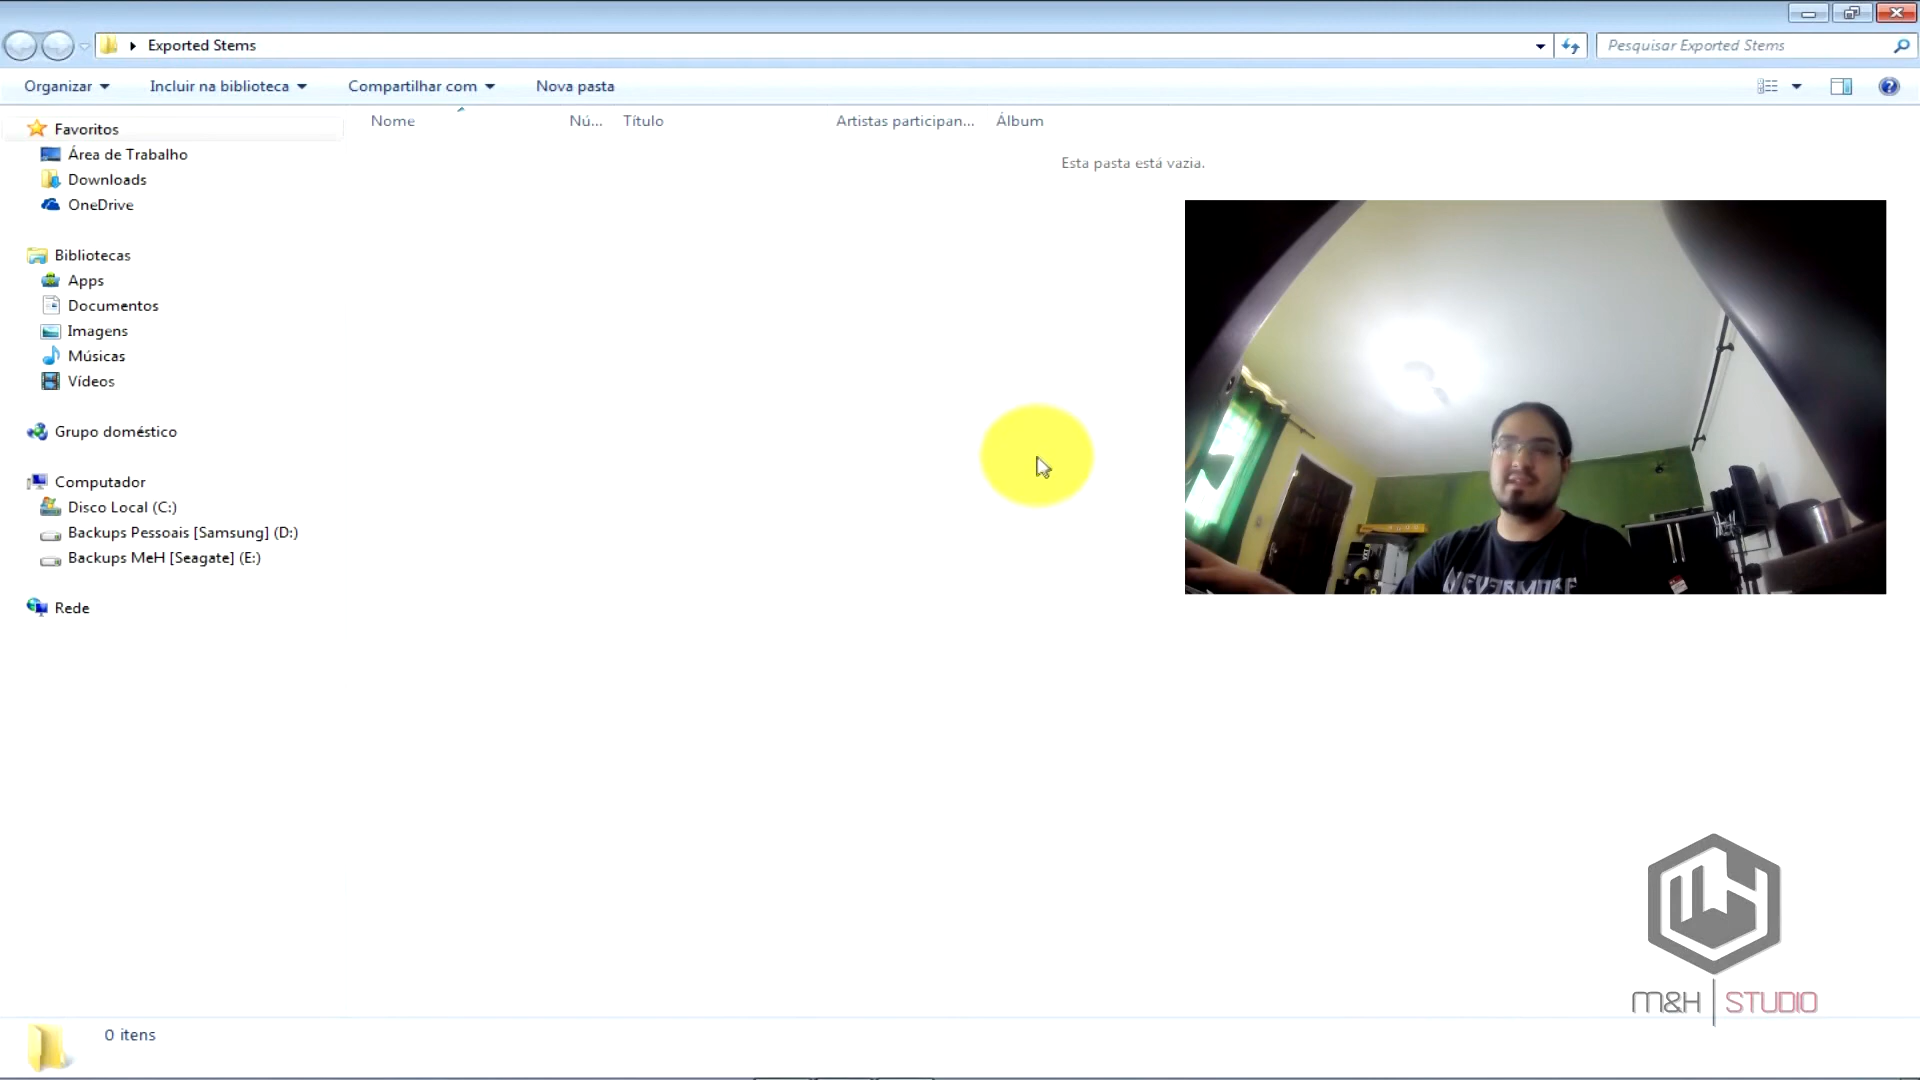 Exported Stems
Pesquisar Exported Stems
Organizar
Incluir na biblioteca
Compartilhar com
Nova pasta
Nome
Nú...
Título
Artistas participan...
Álbum
Esta pasta está vazia.
Favoritos
Área de Trabalho
Downloads
OneDrive
Bibliotecas
Apps
Documentos
Imagens
Músicas
Vídeos
Grupo doméstico
Computador
Disco Local (C:)
Backups Pessoais [Samsung] (D:)
Backups MeH [Seagate] (E:)
Rede
NEVERMORE
M&H | STUDIO
0 itens